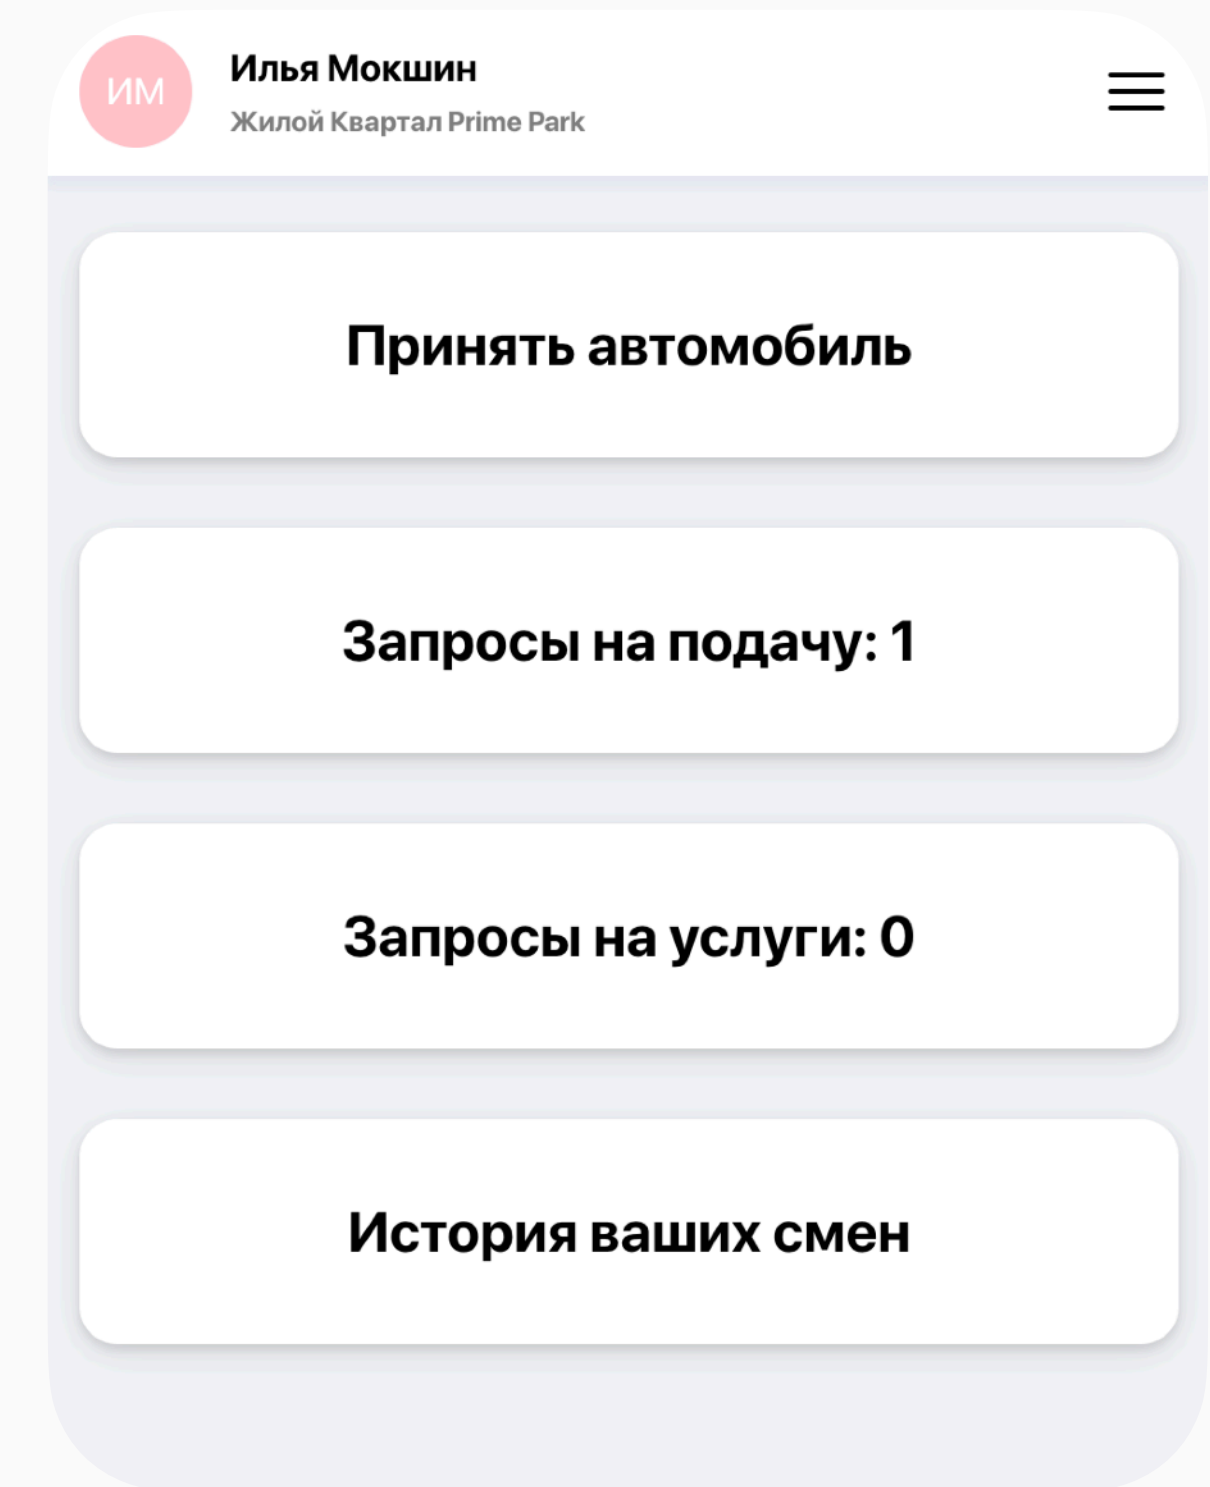 ИМ
Илья Мокшин
Жилой Квартал Prime Park
Принять автомобиль
Запросы на подачу: 1
Запросы на услуги: 0
История ваших смен